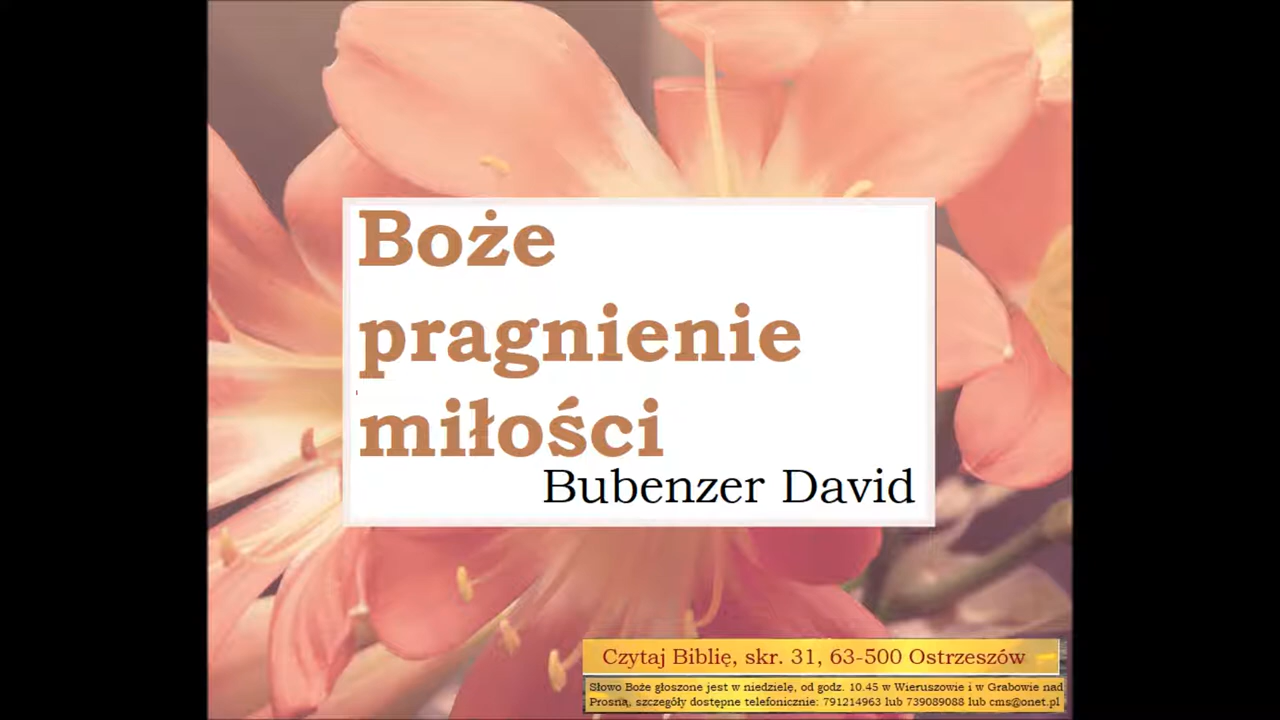 Boże
pragnienie
miłości
Bubenzer David
Czytaj Biblię, skr. 31, 63-500 Ostrzeszów
Słowo Boże głoszone jest w niedzielę, od godz. 10.45 w Wieruszowie i w Grabowie nad
Prosną, szczegóły dostępne telefonicznie: 791214963 lub 739089088 lub cms@onet.pl